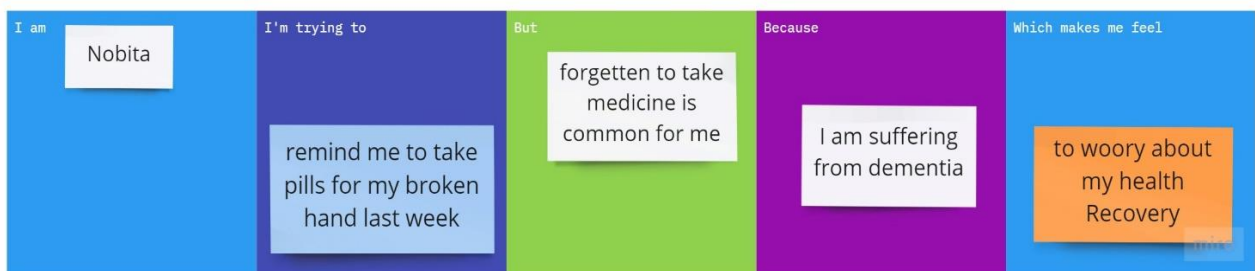 I am
Nobita
I'm trying to
remind me to take
pills for my broken
hand last week
But
forgetten to take
medicine is
common for me
Because
I am suffering
from dementia
Which makes me feel
to woory about
my health
Recovery
miro